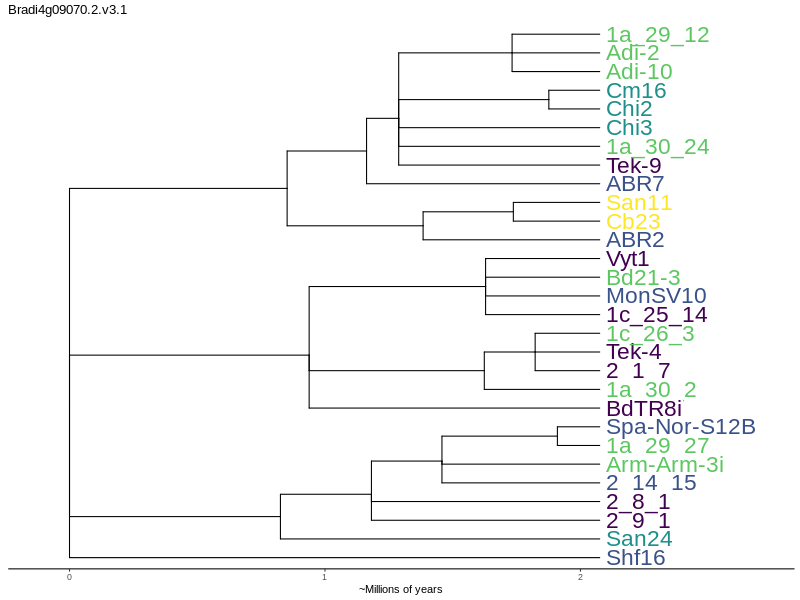 Bradi4g09070.2.v3.1
1a_29_12
Adi-2
Adi-10
Cm16
Chi2
Chi3
1a_30_24
Tek-9
ABR7
San11
Cb23
ABR2
Vyt1
Bd21-3
MonSV10
1c_25_14
1c_26_3
Tek-4
2_1_7
1a_30_2
BdTR8i
Spa-Nor-S12B
1a_29_27
Arm-Arm-3i
2_14_15
2_8_1
2_9_1
San24
Shf16
0 1 2
~Millions of years